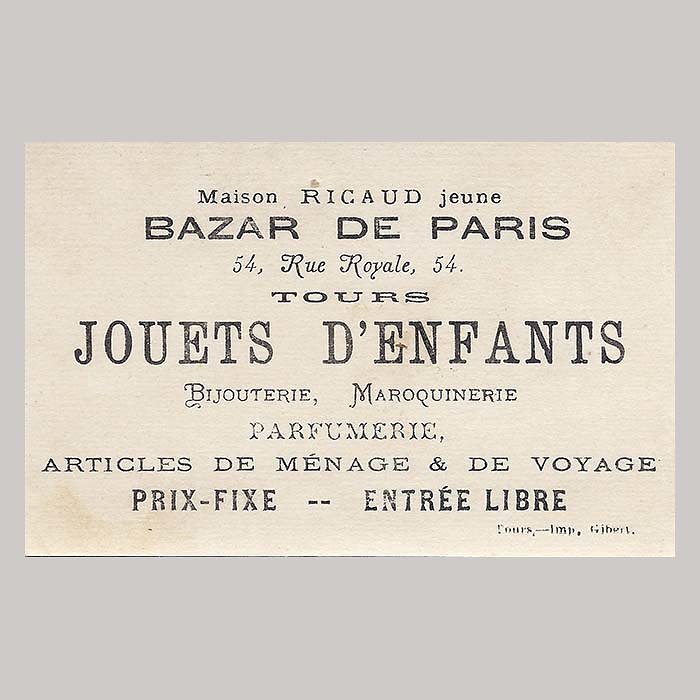 Maison RICAUD jeune
BAZAR DE PARIS
54, Rue Royale, 54.
TOURS
JOUETS D'ENFANTS
BIJOUTERIE, MAROQUINERIE
PARFUMERIE,
ARTICLES DE MÉNAGE & DE VOYAGE
PRIX-FIXE -- ENTRÉE LIBRE
Tours,—Imp, Gibert.